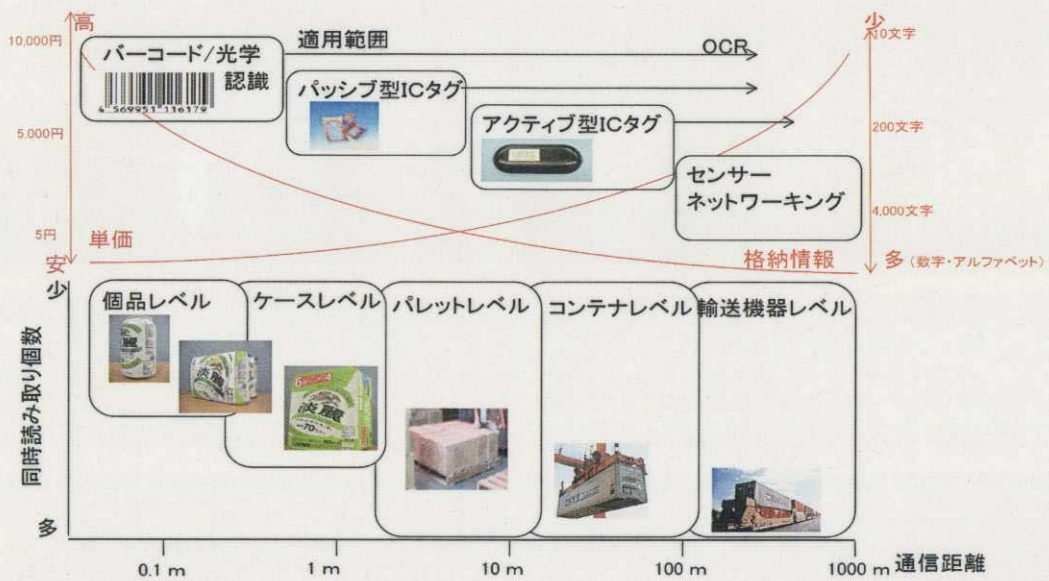 高
少
10,000円
バーコード/光学
認識
4 569951 116179
適用範囲
OCR
10文字
パッシブ型ICタグ
5,000円
アクティブ型ICタグ
200文字
センサー
ネットワーキング
4,000文字
5円
単価
安
格納情報
多 (数字・アルファベット)
少
同時読み取り個数
多
個品レベル
ケースレベル
パレットレベル
コンテナレベル
輸送機器レベル
淡麗
淡麗
70%
0.1 m
1 m
10 m
100 m
1000 m
通信距離